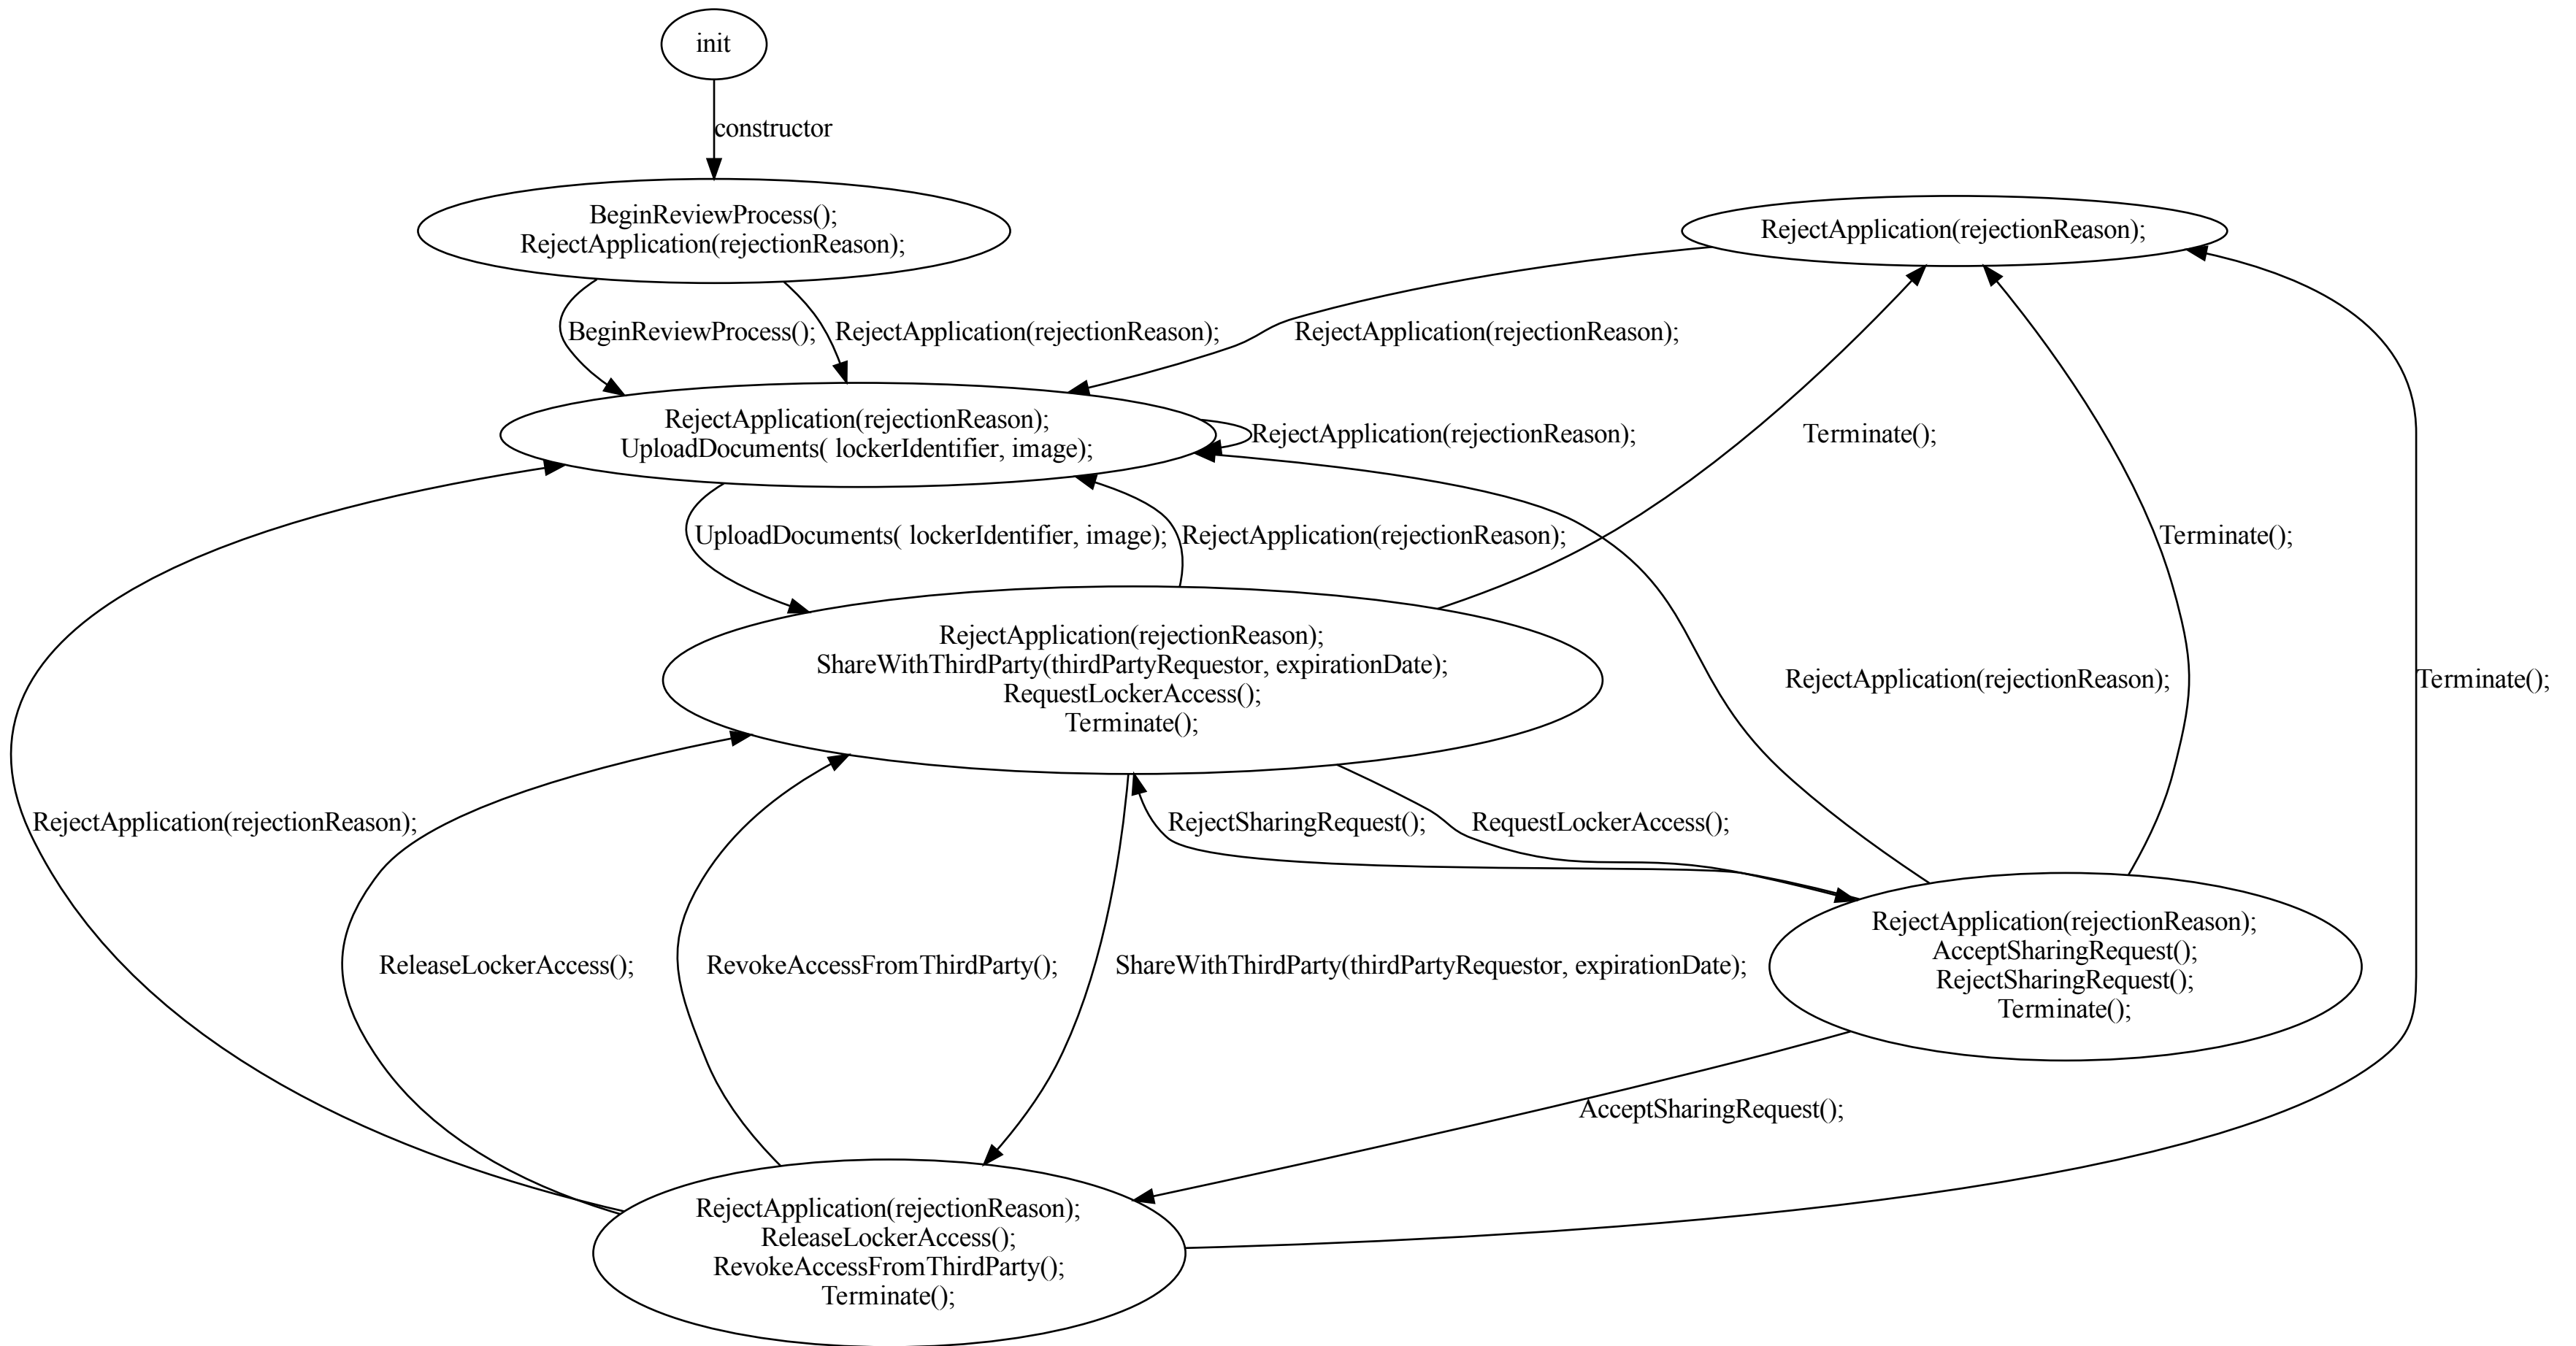 init
constructor
BeginReviewProcess();
RejectApplication(rejectionReason);
RejectApplication(rejectionReason);
BeginReviewProcess();
RejectApplication(rejectionReason);
RejectApplication(rejectionReason);
RejectApplication(rejectionReason);
UploadDocuments( lockerIdentifier, image);
RejectApplication(rejectionReason);
Terminate();
UploadDocuments( lockerIdentifier, image);
RejectApplication(rejectionReason);
Terminate();
RejectApplication(rejectionReason);
ShareWithThirdParty(thirdPartyRequestor, expirationDate);
RequestLockerAccess();
Terminate();
RejectApplication(rejectionReason);
Terminate();
RejectApplication(rejectionReason);
RejectSharingRequest();
RequestLockerAccess();
ReleaseLockerAccess();
RevokeAccessFromThirdParty();
ShareWithThirdParty(thirdPartyRequestor, expirationDate);
RejectApplication(rejectionReason);
AcceptSharingRequest();
RejectSharingRequest();
Terminate();
AcceptSharingRequest();
RejectApplication(rejectionReason);
ReleaseLockerAccess();
RevokeAccessFromThirdParty();
Terminate();